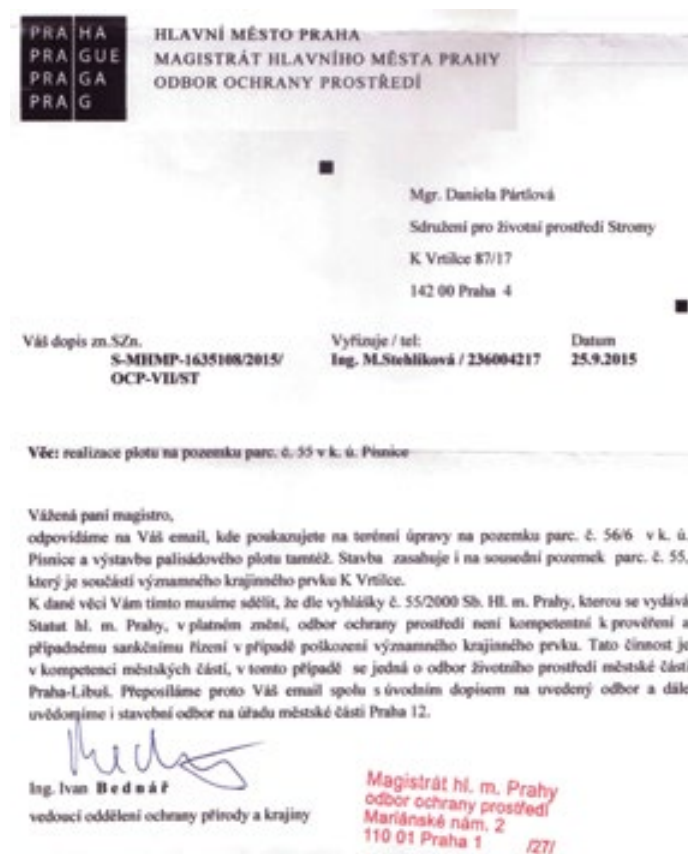 PRA HA
PRA GUE
PRA GA
PRA G
HLAVNÍ MĚSTO PRAHA
MAGISTRÁT HLAVNÍHO MĚSTA PRAHY
ODBOR OCHRANY PROSTŘEDÍ
Mgr. Daniela Pártlová
Sdružení pro životní prostředí Stromy
K Vrtilce 87/17
142 00 Praha 4
Váš dopis zn. SZn. Vyřizuje / tel: Datum
S-MHMP-1635108/2015/ Ing. M.Stehlíková / 236004217 25.9.2015
OCP-VII/ST
Věc: realizace plotu na pozemku parc. č. 55 v k. ú. Písnice
Vážená paní magistro,
odpovídáme na Váš email, kde poukazujete na terénní úpravy na pozemku parc. č. 56/6 v k. ú.
Písnice a výstavbu palisádového plotu tamtéž. Stavba zasahuje i na sousední pozemek parc. č. 55,
který je součástí významného krajinného prvku K Vrtilce.
K dané věci Vám tímto musíme sdělit, že dle vyhlášky č. 55/2000 Sb. Hl. m. Prahy, kterou se vydává
Statut hl. m. Prahy, v platném znění, odbor ochrany prostředí není kompetentní k prověření a
případnému sankčnímu řízení v případě poškození významného krajinného prvku. Tato činnost je
v kompetenci městských částí, v tomto případě se jedná o odbor životního prostředí městské části
Praha-Libuš. Přeposíláme proto Váš email spolu s úvodním dopisem na uvedený odbor a dále
uvědomíme i stavební odbor na úřadu městské části Praha 12.
Ing. Ivan Bednář
vedoucí oddělení ochrany přírody a krajiny
Magistrát hl. m. Prahy
odbor ochrany prostředí
Mariánské nám. 2
110 01 Praha 1 /27/